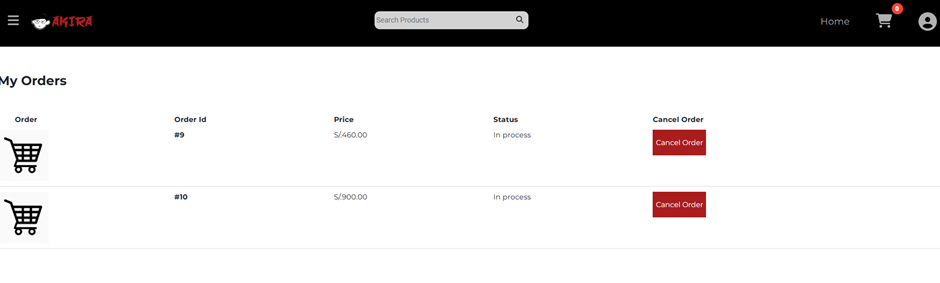 AKIRA
Search Products
Home
0
My Orders
Order Order Id Price Status Cancel Order
#9 S/.460.00 In process Cancel Order
#10 S/.900.00 In process Cancel Order